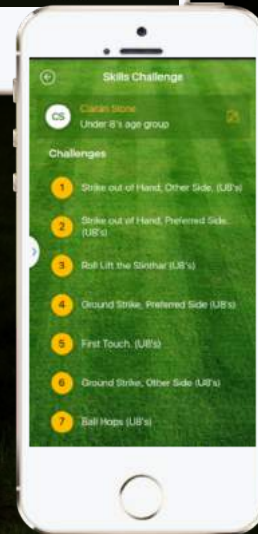 Skills Challenge
CS
Ciarán Slone
Under 8's age group
Challenges
1 Strike out of Hand, Other Side. (U8's)
2 Strike out of Hand, Preferred Side.
(U8's)
3 Roll Lift the Slinthar (U8's)
4 Ground Strike, Preferred Side (U8's)
5 First Touch. (U8's)
6 Ground Strike, Other Side (U8's)
7 Ball Hops (U8's)